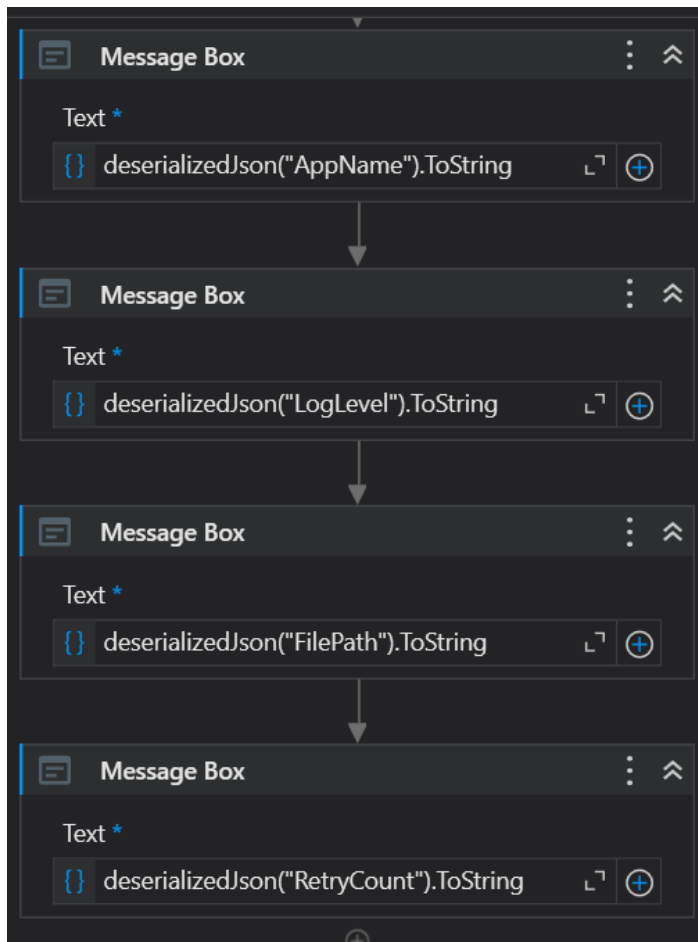 Message Box
Text *
{ } deserializedJson("AppName").ToString
Message Box
Text *
{ } deserializedJson("LogLevel").ToString
Message Box
Text *
{ } deserializedJson("FilePath").ToString
Message Box
Text *
{ } deserializedJson("RetryCount").ToString